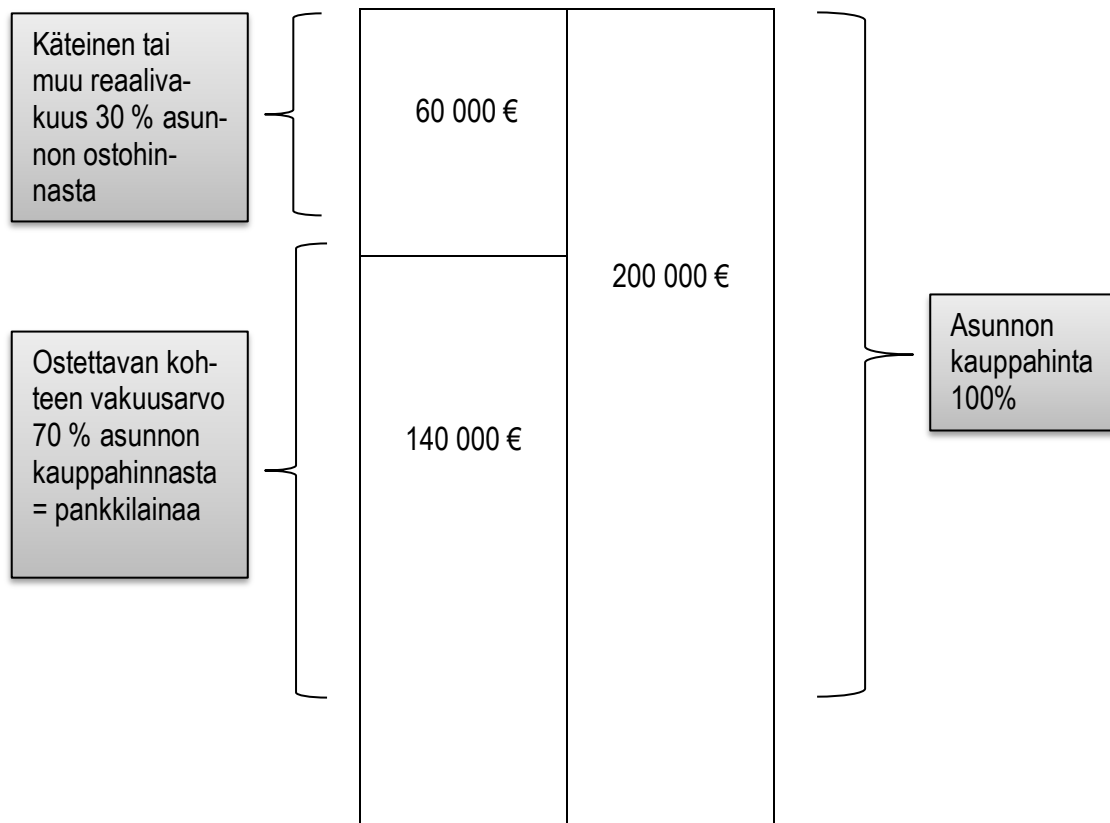 Käteinen tai
muu reaaliva-
kuus 30 % asun-
non ostohin-
nasta
60 000 €
200 000 €
Ostettavan koh-
teen vakuusarvo
70 % asunnon
kauppahinnasta
= pankkilainaa
140 000 €
Asunnon
kauppahinta
100%